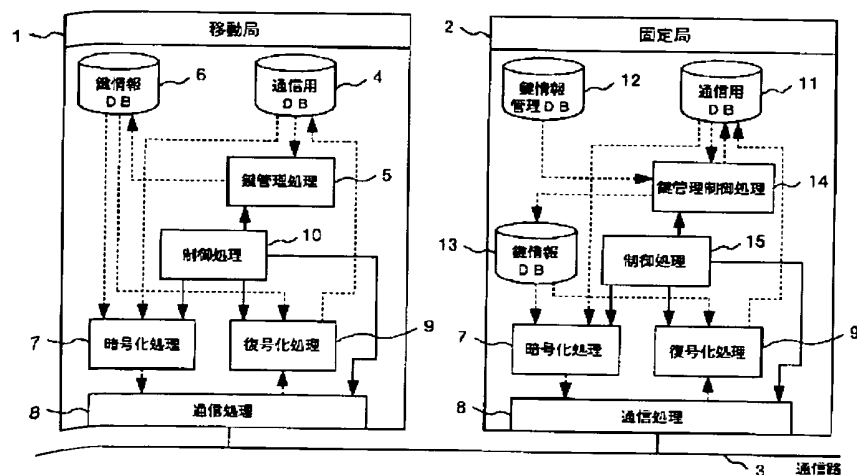 1
移動局
6
鍵情報
DB
通信用
DB
4
鍵管理処理
5
制御処理
10
7
暗号化処理
復号化処理
9
8
通信処理
2
固定局
鍵情報
管理DB
12
通信用
DB
11
鍵管理制御処理
14
13
鍵情報
DB
制御処理
15
7
暗号化処理
復号化処理
9
8
通信処理
3
通信路